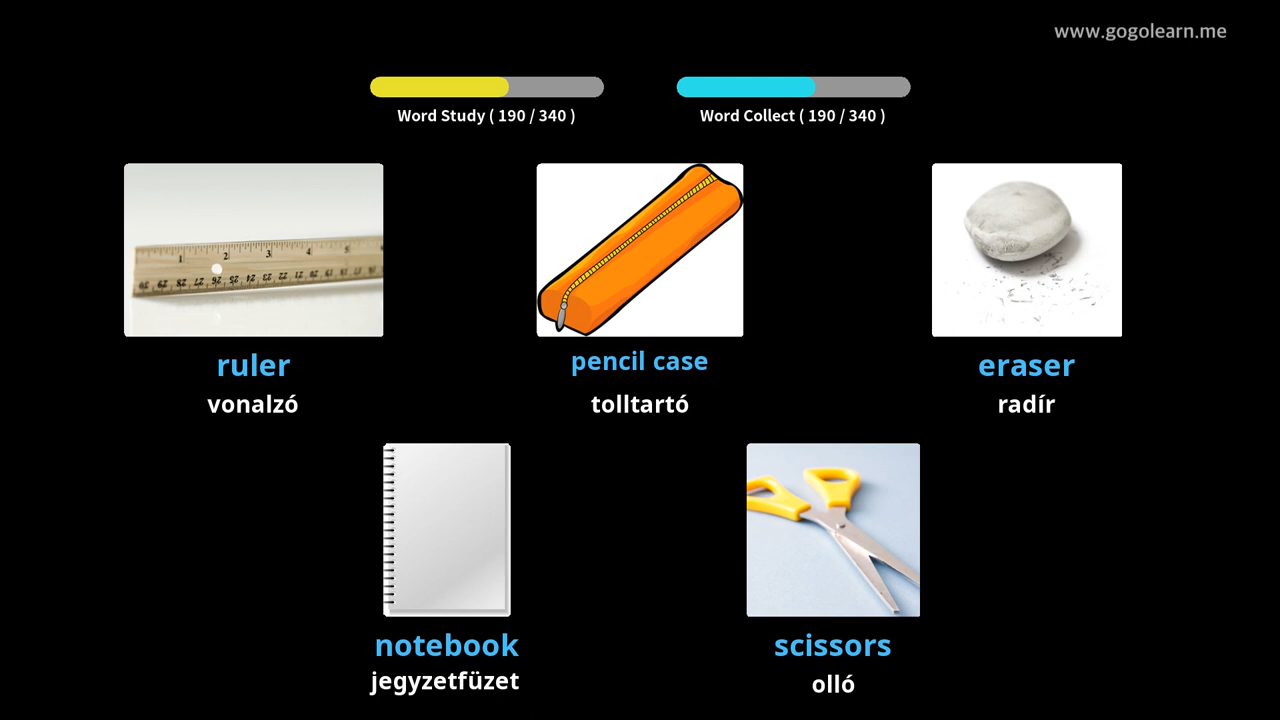 www.gogolearn.me
Word Study ( 190 / 340 )
Word Collect ( 190 / 340 )
ruler
vonalzó
pencil case
tolltartó
eraser
radír
notebook
jegyzetfüzet
scissors
olló